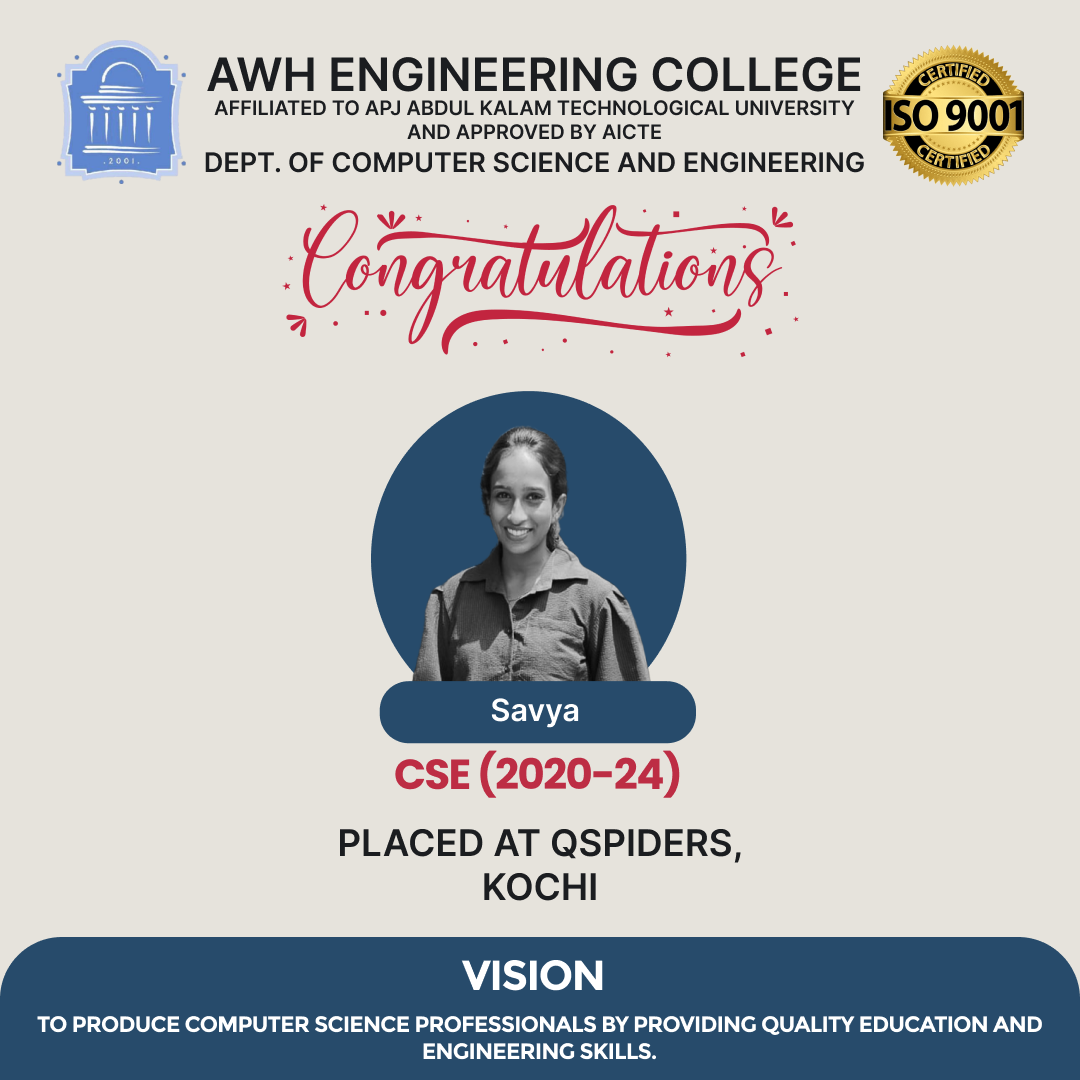 AWH ENGINEERING COLLEGE
AFFILIATED TO APJ ABDUL KALAM TECHNOLOGICAL UNIVERSITY
AND APPROVED BY AICTE
DEPT. OF COMPUTER SCIENCE AND ENGINEERING
.2001.
CERTIFIED
ISO 9001
CERTIFIED
Congratulations
Savya
CSE (2020-24)
PLACED AT QSPIDERS,
KOCHI
VISION
TO PRODUCE COMPUTER SCIENCE PROFESSIONALS BY PROVIDING QUALITY EDUCATION AND
ENGINEERING SKILLS.